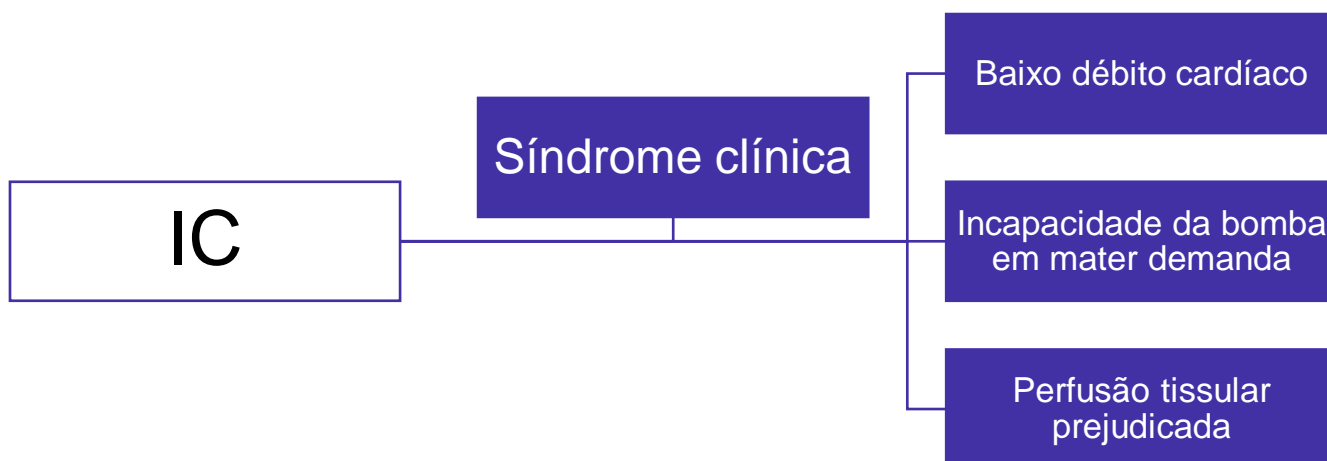 IC
Síndrome clínica
Baixo débito cardíaco
Incapacidade da bomba
em mater demanda
Perfusão tissular
prejudicada